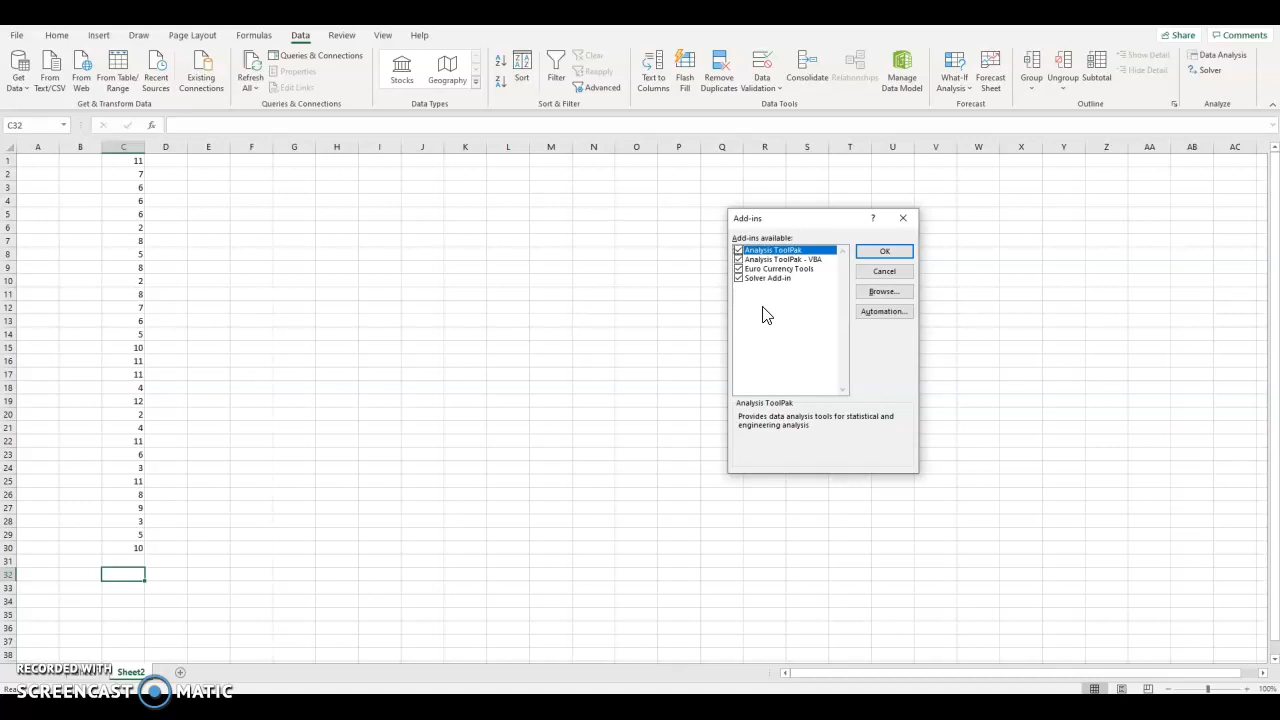 File Home Insert Draw Page Layout Formulas Data Review View Help Share Comments
Get Data From Text/CSV From Web From Table/Range Recent Sources Existing Connections
Get & Transform Data
Refresh All Queries & Connections Properties Edit Links
Queries & Connections
Stocks Geography
Data Types
Sort Filter Clear Reapply Advanced
Sort & Filter
Text to Columns Flash Fill Remove Duplicates Data Validation Consolidate Relationships Manage Data Model
Data Tools
What-If Analysis Forecast Sheet
Forecast
Group Ungroup Subtotal Show Detail Hide Detail
Outline
Data Analysis Solver
Analyze
C32 fx
A B C D E F G H I J K L M N O P Q R S T U V W X Y Z AA AB AC
1 11
2 7
3 6
4 6
5 6
6 2
7 8
8 5
9 8
10 2
11 8
12 7
13 6
14 5
15 10
16 11
17 11
18 4
19 12
20 2
21 4
22 11
23 6
24 3
25 11
26 8
27 9
28 3
29 5
30 10
31
32
33
34
35
36
37
38
Add-ins ?
Add-ins available:
Analysis ToolPak
Analysis ToolPak - VBA
Euro Currency Tools
Solver Add-in
OK
Cancel
Browse...
Automation...
Analysis ToolPak
Provides data analysis tools for statistical and
engineering analysis
Sheet2
RECORDED WITH
SCREENCAST MATIC
100%